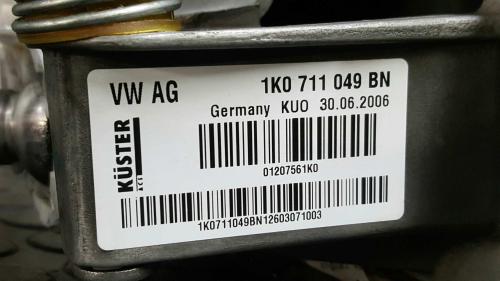 VW AG 1K0 711 049 BN
Germany KUO 30.06.2006
KÜSTER
01207561K0
1K0711049BN12603071003